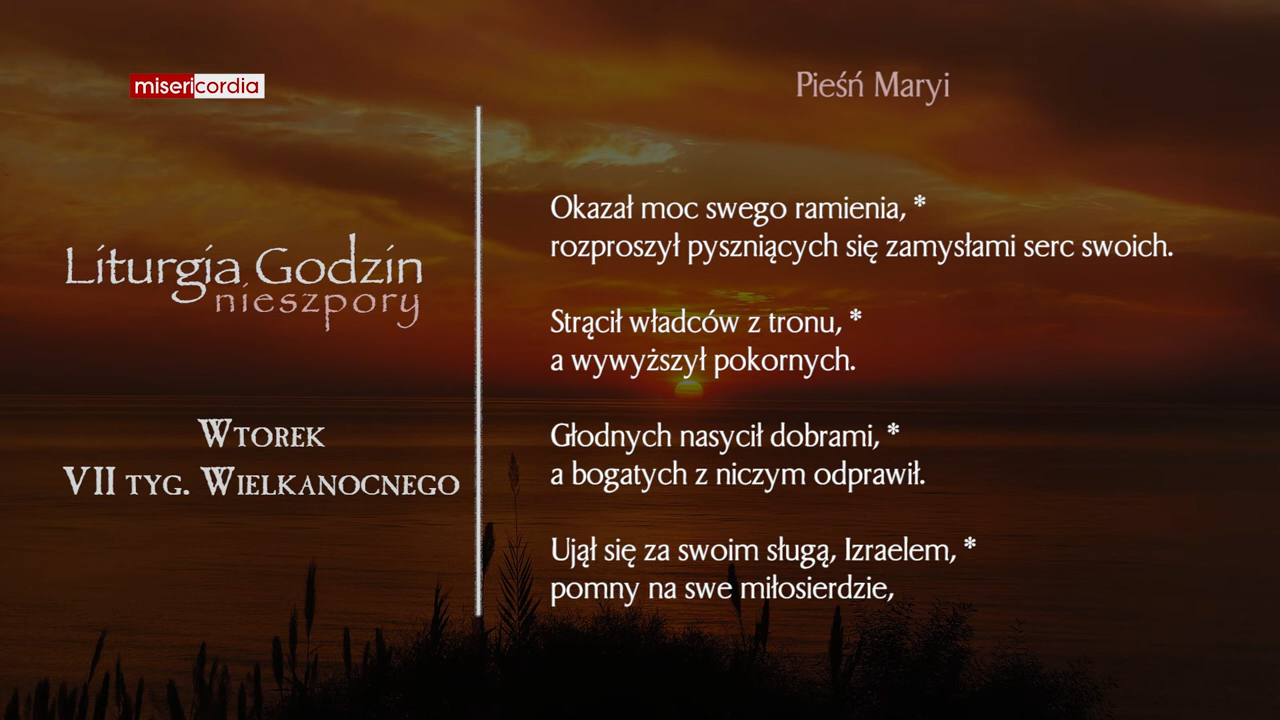 misericordia
Liturgia Godzin
nieszpory
Wtorek
VII tyg. Wielkanocnego
Pieśń Maryi
Okazał moc swego ramienia, *
rozproszył pyszniących się zamysłami serc swoich.
Strącił władców z tronu, *
a wywyższył pokornych.
Głodnych nasycił dobrami, *
a bogatych z niczym odprawił.
Ujął się za swoim sługą, Izraelem, *
pomny na swe miłosierdzie,